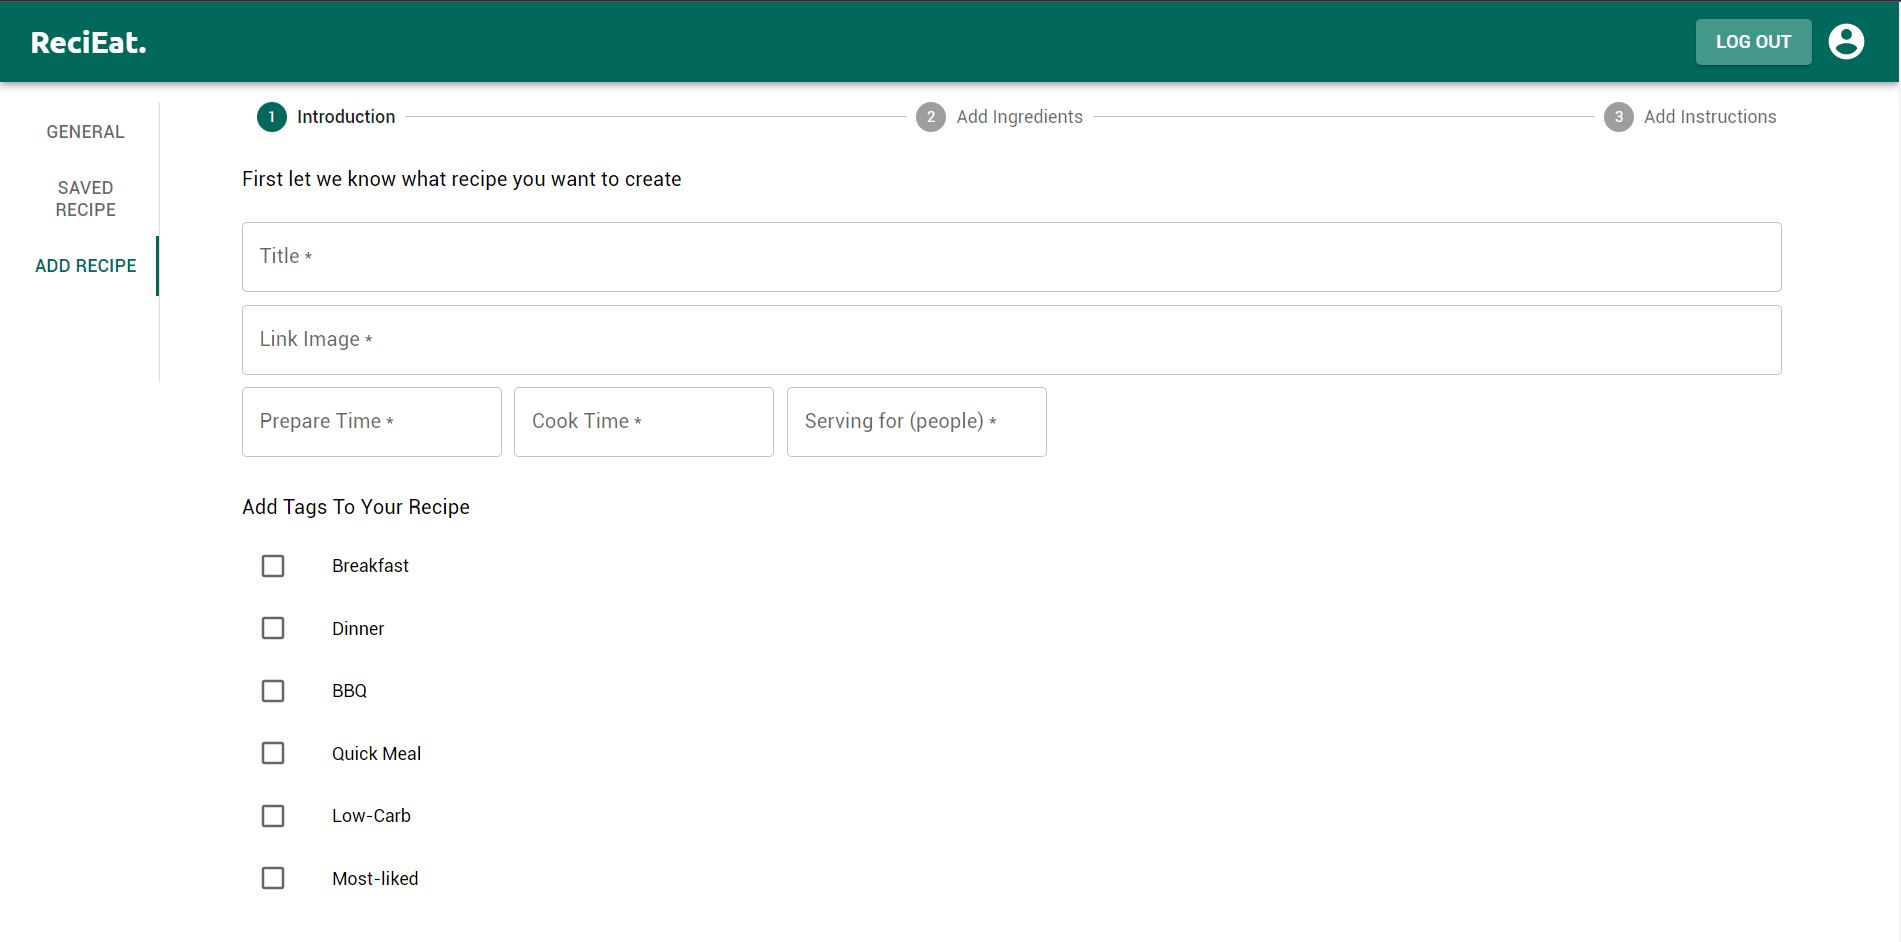 ReciEat.
LOG OUT
GENERAL
SAVED
RECIPE
ADD RECIPE
1 Introduction
2 Add Ingredients
3 Add Instructions
First let we know what recipe you want to create
Title *
Link Image *
Prepare Time *
Cook Time *
Serving for (people) *
Add Tags To Your Recipe
Breakfast
Dinner
BBQ
Quick Meal
Low-Carb
Most-liked